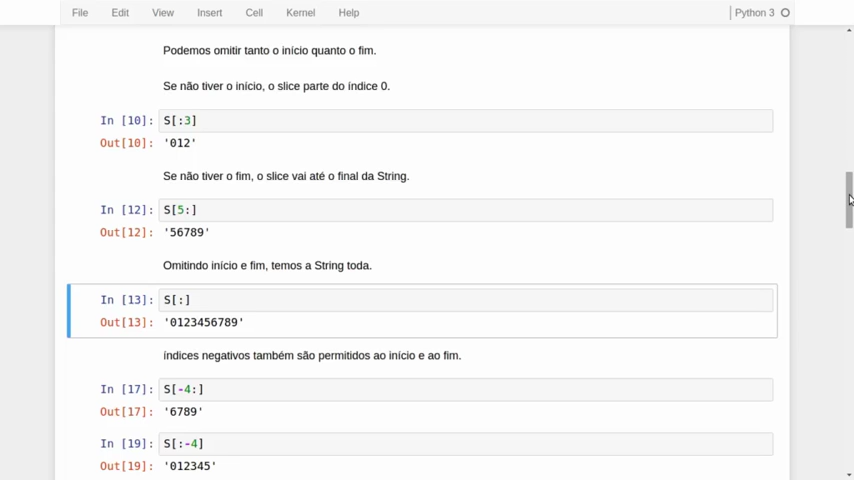 File Edit View Insert Cell Kernel Help Python 3
Podemos omitir tanto o início quanto o fim.
Se não tiver o início, o slice parte do índice 0.
In [10]: S[:3]
Out[10]: '012'
Se não tiver o fim, o slice vai até o final da String.
In [12]: S[5:]
Out[12]: '56789'
Omitindo início e fim, temos a String toda.
In [13]: S[:]
Out[13]: '0123456789'
índices negativos também são permitidos ao início e ao fim.
In [17]: S[-4:]
Out[17]: '6789'
In [19]: S[:-4]
Out[19]: '012345'